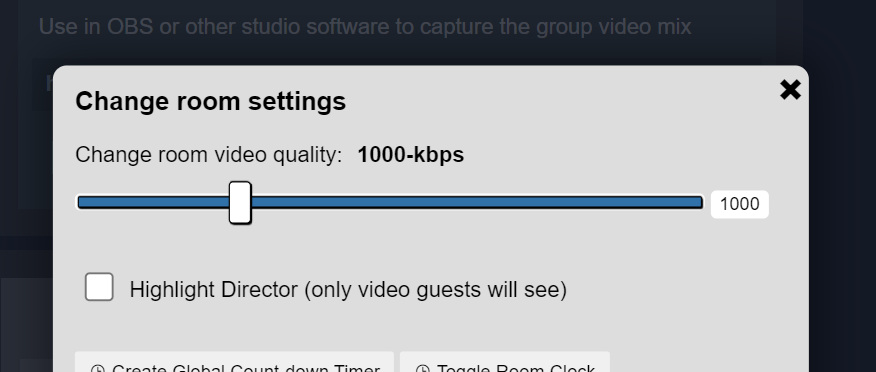 Use in OBS or other studio software to capture the group video mix
Change room settings
Change room video quality: 1000-kbps
1000
Highlight Director (only video guests will see)
Create Global Count-down Timer
Toggle Room Clock